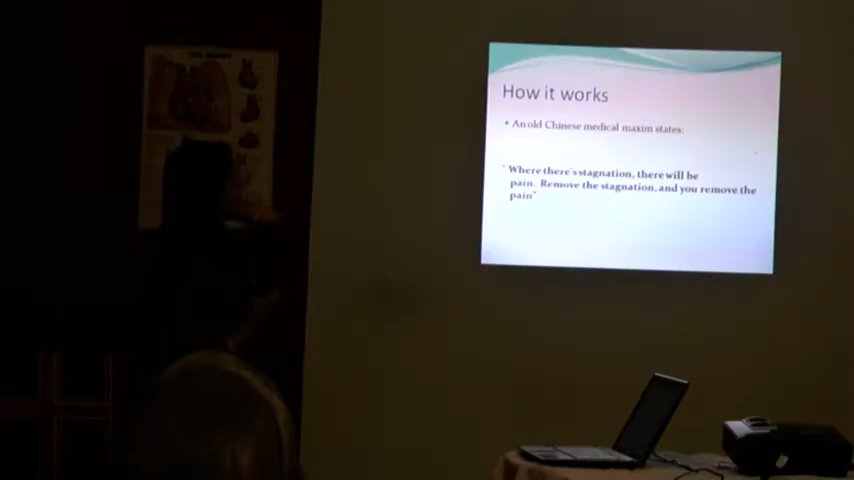 How it works
• An old Chinese medical maxim states:
" Where there's stagnation, there will be
pain. Remove the stagnation, and you remove the
pain"